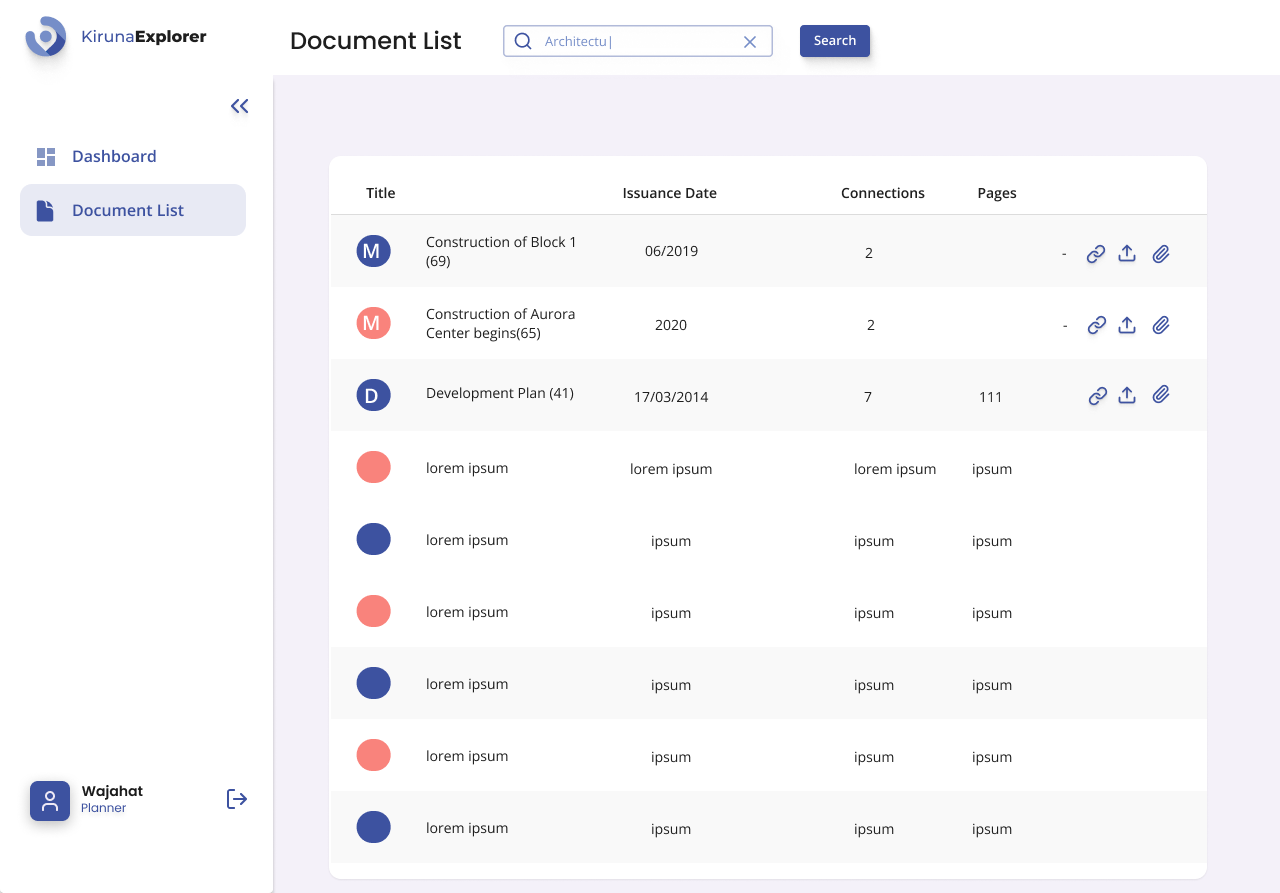 KirunaExplorer
Document List
Architectu|
Search
Dashboard
Document List
Title Issuance Date Connections Pages
M Construction of Block 1
(69) 06/2019 2 -
M Construction of Aurora
Center begins(65) 2020 2 -
D Development Plan (41) 17/03/2014 7 111
lorem ipsum lorem ipsum lorem ipsum ipsum
lorem ipsum ipsum ipsum ipsum
lorem ipsum ipsum ipsum ipsum
lorem ipsum ipsum ipsum ipsum
lorem ipsum ipsum ipsum ipsum
lorem ipsum ipsum ipsum ipsum
Wajahat
Planner